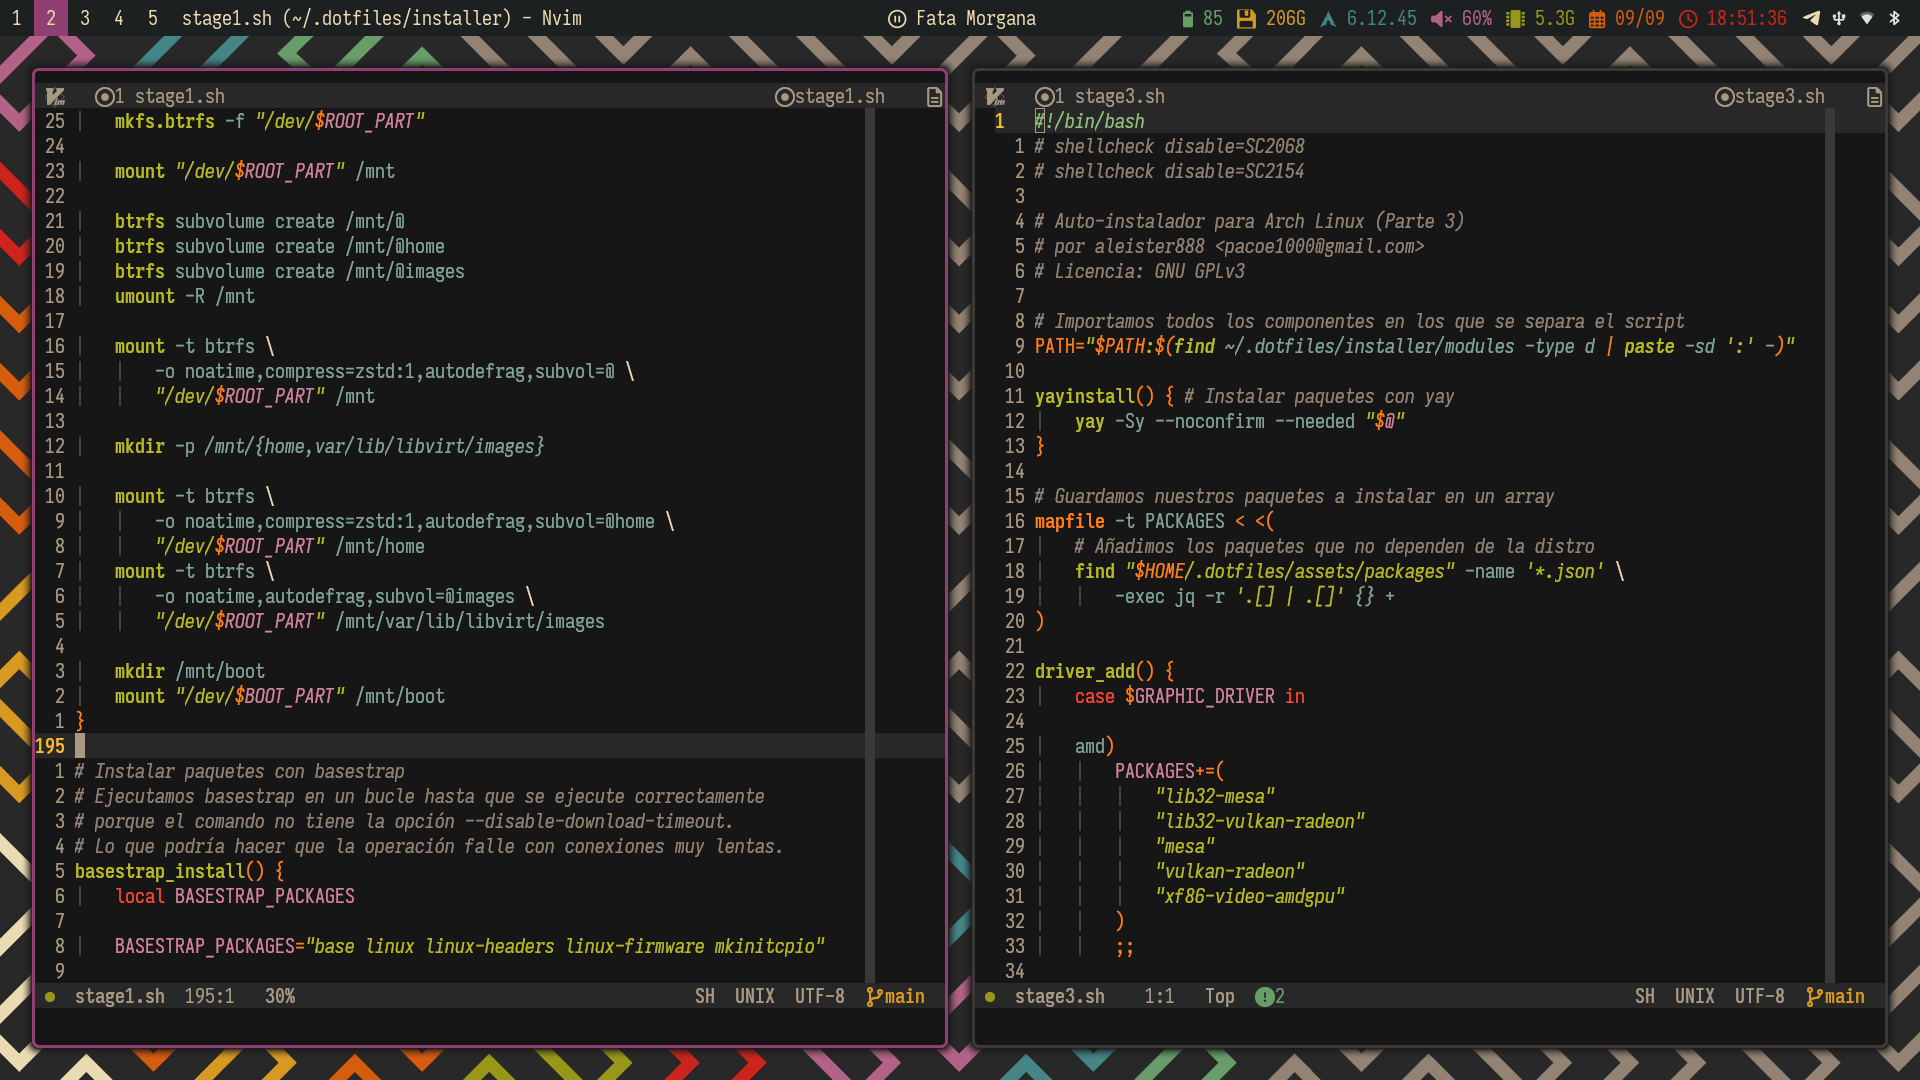 1 2 3 4 5 stage1.sh (~/.dotfiles/installer) - Nvim
Fata Morgana
85 206G 6.12.45 60% 5.3G 09/09 18:51:36
1 stage1.sh
stage1.sh
25 mkfs.btrfs -f "/dev/$ROOT_PART"
24
23 mount "/dev/$ROOT_PART" /mnt
22
21 btrfs subvolume create /mnt/@
20 btrfs subvolume create /mnt/@home
19 btrfs subvolume create /mnt/@images
18 umount -R /mnt
17
16 mount -t btrfs \
15 -o noatime,compress=zstd:1,autodefrag,subvol=@ \
14 "/dev/$ROOT_PART" /mnt
13
12 mkdir -p /mnt/{home,var/lib/libvirt/images}
11
10 mount -t btrfs \
9 -o noatime,compress=zstd:1,autodefrag,subvol=@home \
8 "/dev/$ROOT_PART" /mnt/home
7 mount -t btrfs \
6 -o noatime,autodefrag,subvol=@images \
5 "/dev/$ROOT_PART" /mnt/var/lib/libvirt/images
4
3 mkdir /mnt/boot
2 mount "/dev/$BOOT_PART" /mnt/boot
1 }
195
1 # Instalar paquetes con basestrap
2 # Ejecutamos basestrap en un bucle hasta que se ejecute correctamente
3 # porque el comando no tiene la opción --disable-download-timeout.
4 # Lo que podría hacer que la operación falle con conexiones muy lentas.
5 basestrap_install() {
6 local BASESTRAP_PACKAGES
7
8 BASESTRAP_PACKAGES="base linux linux-headers linux-firmware mkinitcpio"
9
stage1.sh 195:1 30% SH UNIX UTF-8 main
1 stage3.sh
stage3.sh
1 #!/bin/bash
1 # shellcheck disable=SC2068
2 # shellcheck disable=SC2154
3
4 # Auto-instalador para Arch Linux (Parte 3)
5 # por aleister888 <pacoe1000@gmail.com>
6 # Licencia: GNU GPLv3
7
8 # Importamos todos los componentes en los que se separa el script
9 PATH="$PATH:$(find ~/.dotfiles/installer/modules -type d | paste -sd ':' -)"
10
11 yayinstall() { # Instalar paquetes con yay
12 yay -Sy --noconfirm --needed "$@"
13 }
14
15 # Guardamos nuestros paquetes a instalar en un array
16 mapfile -t PACKAGES < <(
17 # Añadimos los paquetes que no dependen de la distro
18 find "$HOME/.dotfiles/assets/packages" -name '*.json' \
19 -exec jq -r '.[] | .[]' {} +
20 )
21
22 driver_add() {
23 case $GRAPHIC_DRIVER in
24
25 amd)
26 PACKAGES+=(
27 "lib32-mesa"
28 "lib32-vulkan-radeon"
29 "mesa"
30 "vulkan-radeon"
31 "xf86-video-amdgpu"
32 )
33 ;;
34
stage3.sh 1:1 Top 2 SH UNIX UTF-8 main